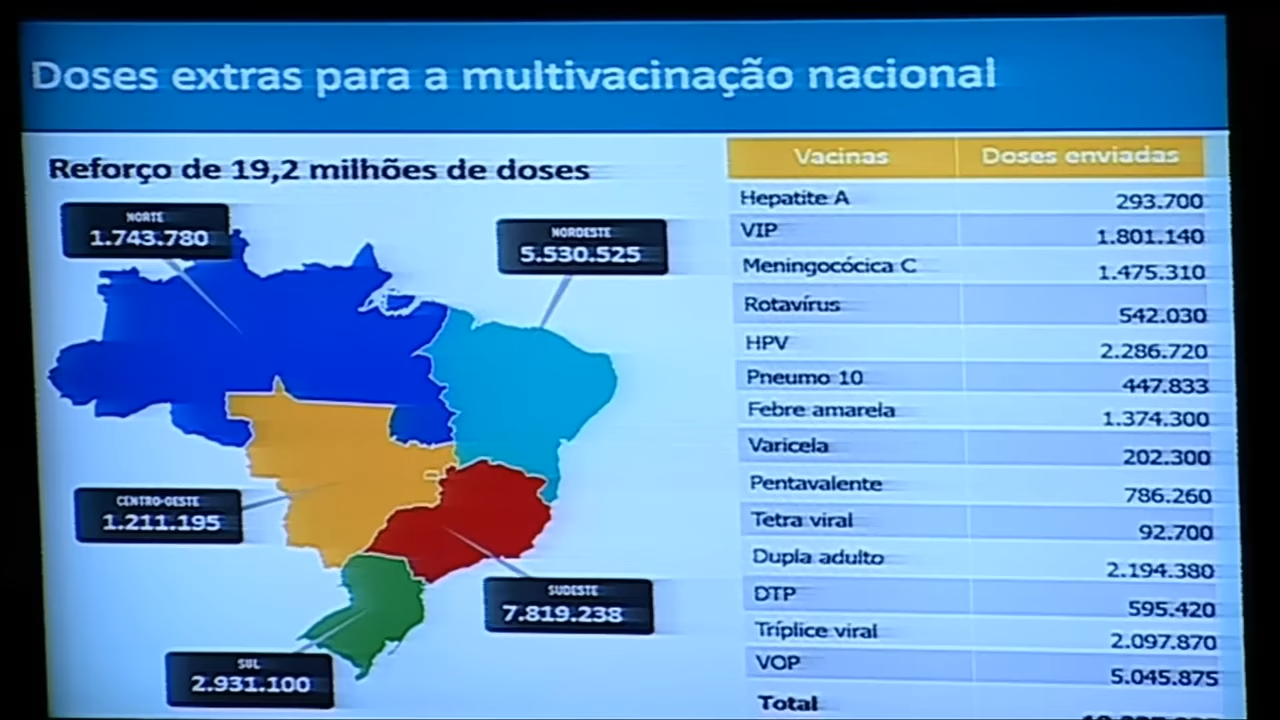 Doses extras para a multivacinação nacional
Reforço de 19,2 milhões de doses
NORTE
1.743.780
NORDESTE
5.530.525
CENTRO-OESTE
1.211.195
SUDESTE
7.819.238
SUL
2.931.100
Vacinas Doses enviadas
Hepatite A 293.700
VIP 1.801.140
Meningocócica C 1.475.310
Rotavírus 542.030
HPV 2.286.720
Pneumo 10 447.833
Febre amarela 1.374.300
Varicela 202.300
Pentavalente 786.260
Tetra viral 92.700
Dupla adulto 2.194.380
DTP 595.420
Tríplice viral 2.097.870
VOP 5.045.875
Total